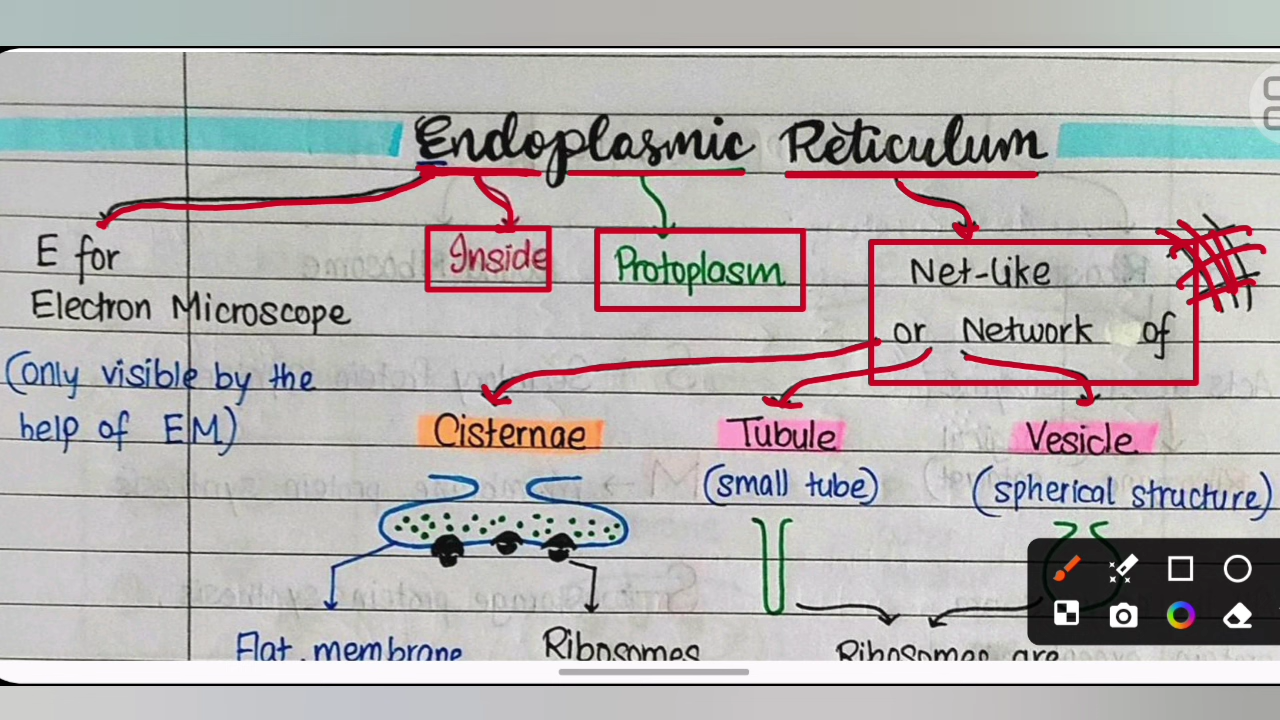 Endoplasmic Reticulum
E for
Electron Microscope
(only visible by the
help of EM)
Inside
Protoplasm
Net-like
or Network of
Cisternae
Tubule
(small tube)
Vesicle
(spherical structure)
Flat membrane
Ribosomes
Ribosomes are